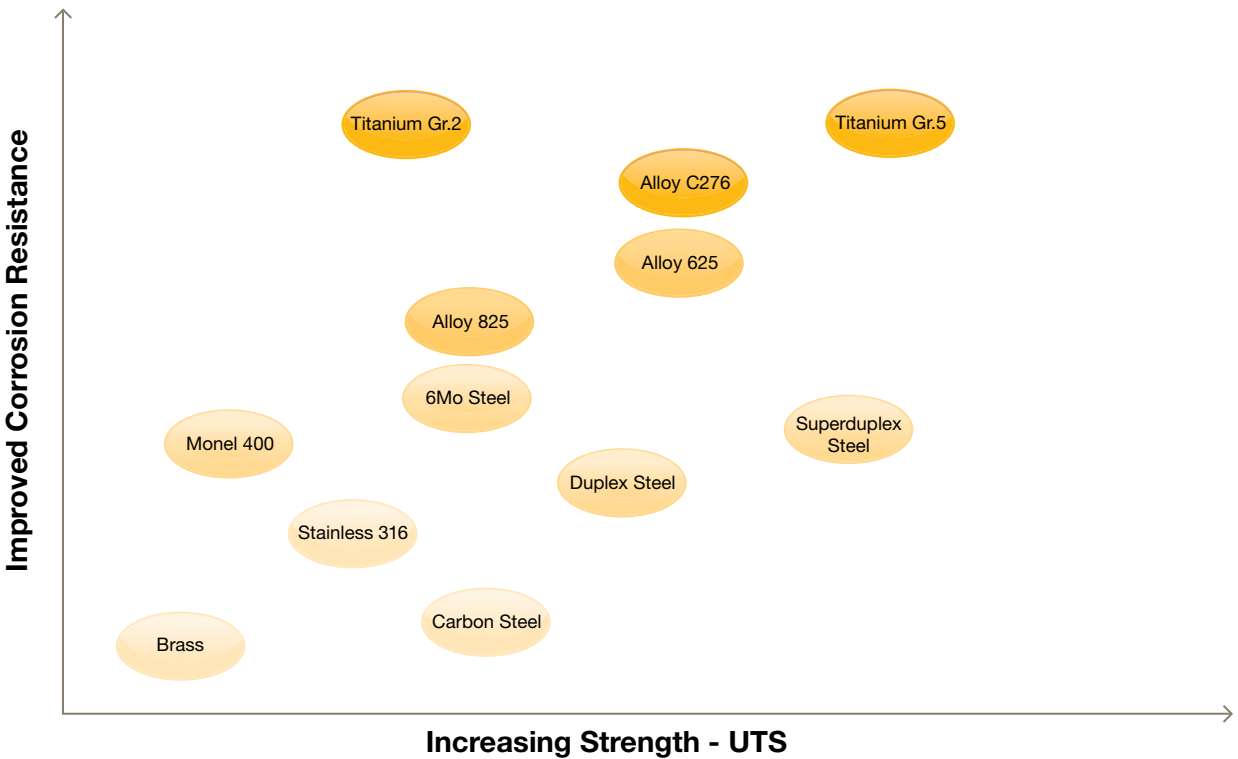 Improved Corrosion Resistance
Titanium Gr.2
Titanium Gr.5
Alloy C276
Alloy 625
Alloy 825
6Mo Steel
Superduplex
Steel
Monel 400
Duplex Steel
Stainless 316
Carbon Steel
Brass
Increasing Strength - UTS